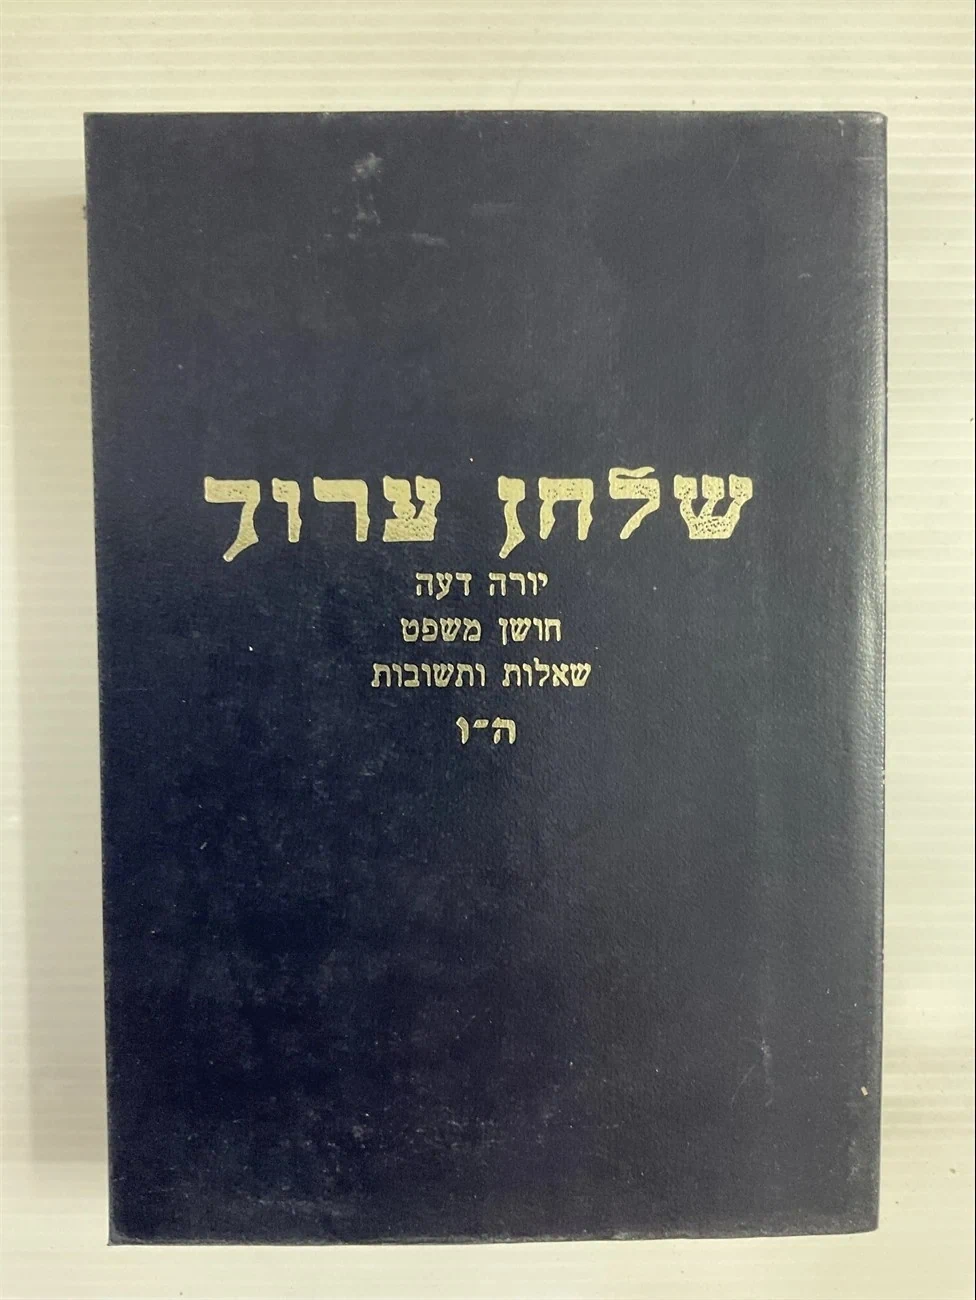 שלחן ערוך
יורה דעה
חושן משפט
שאלות ותשובות
ה-ו